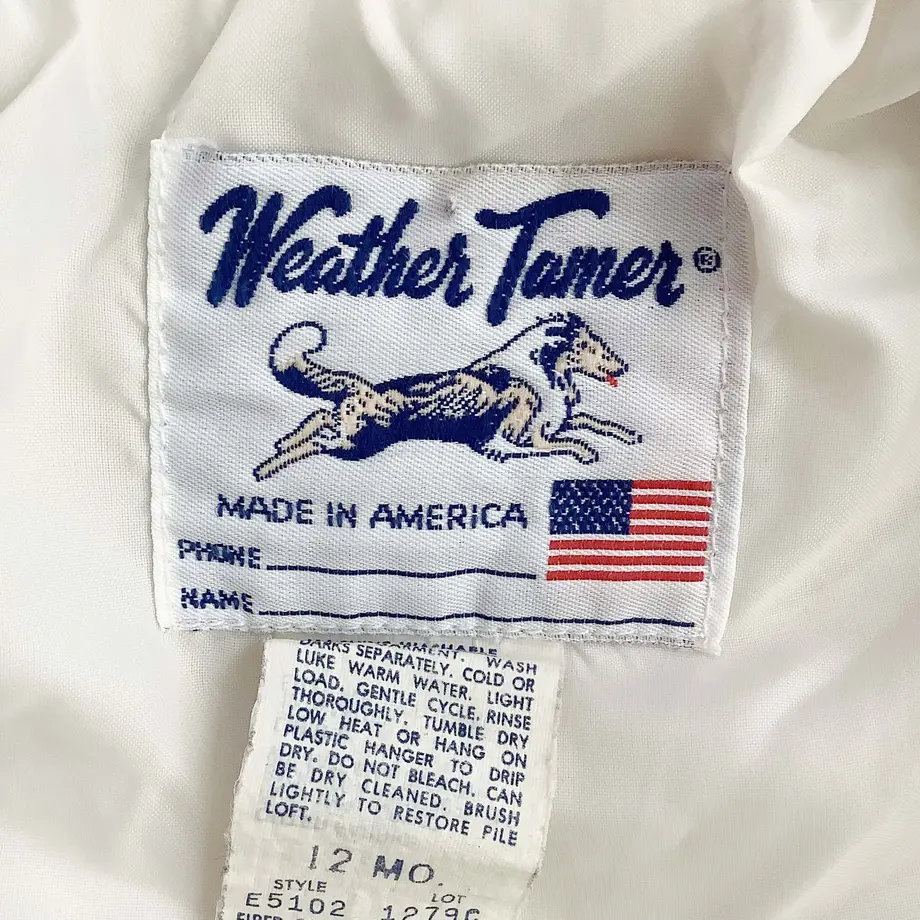 Weather Tamer®
MADE IN AMERICA
PHONE
NAME
DARKS SEPARATELY. COLD OR
LUKE WARM WATER. LIGHT
LOAD. GENTLE CYCLE. RINSE
THOROUGHLY. TUMBLE DRY
LOW HEAT OR HANG ON
PLASTIC HANGER TO DRIP
DRY. DO NOT BLEACH. CAN
BE DRY CLEANED. BRUSH
LIGHTLY TO RESTORE PILE
LOFT.
12 MO.
STYLE LOT
E5102